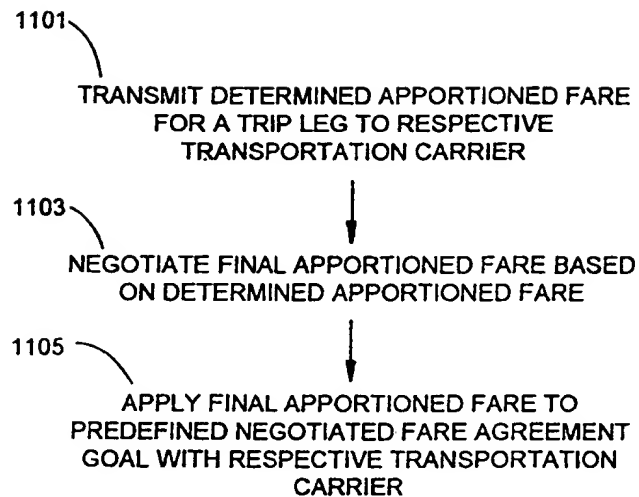 1101
TRANSMIT DETERMINED APPORTIONED FARE
FOR A TRIP LEG TO RESPECTIVE
TRANSPORTATION CARRIER
1103
NEGOTIATE FINAL APPORTIONED FARE BASED
ON DETERMINED APPORTIONED FARE
1105
APPLY FINAL APPORTIONED FARE TO
PREDEFINED NEGOTIATED FARE AGREEMENT
GOAL WITH RESPECTIVE TRANSPORTATION
CARRIER